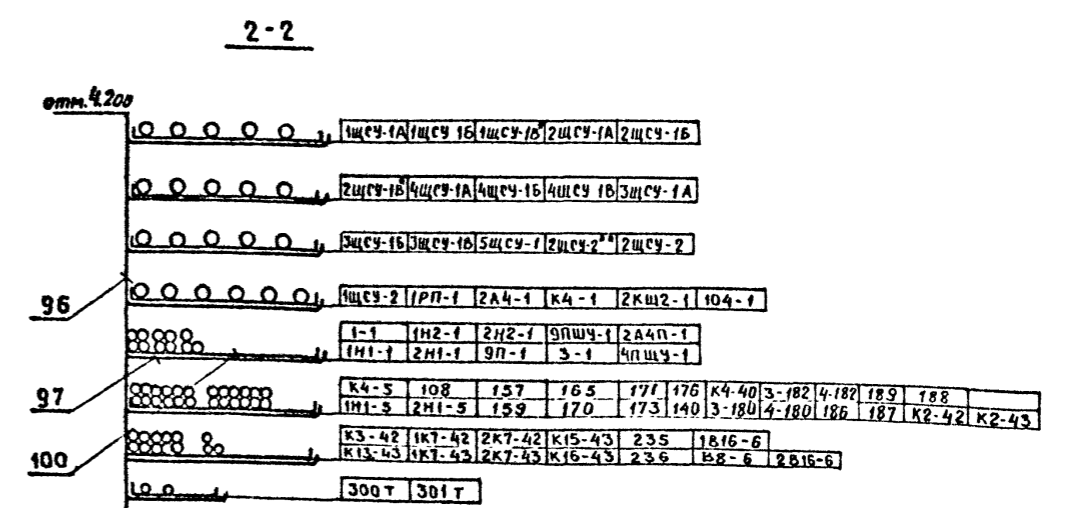 2-2
отм. 4.200
1ЩСУ-1А 1ЩСУ 1Б 1ЩСУ-1В 2ЩСУ-1А 2ЩСУ-1Б
2ЩСУ-1В 4ЩСУ-1А 4ЩСУ-1Б 4ЩСУ 1В 3ЩСУ-1А
3ЩСУ-1Б 3ЩСУ-1В 5ЩСУ-1 2ЩСУ-2 2ЩСУ-2
96
1ЩСУ-2 1РП-1 2А4-1 К4-1 2КШ2-1 104-1
1-1 1Н2-1 2Н2-1 9ПШУ-1 2А4П-1
1Н1-1 2Н1-1 9П-1 3-1 4ПШУ-1
97
К4-5 108 157 165 171 176 К4-40 3-182 4-182 189 188
1Н1-5 2Н1-5 159 170 173 140 3-180 4-180 186 187 К2-42 К2-43
100
К3-42 1К7-42 2К7-42 К15-43 235 1В16-6
К13-43 1К7-43 2К7-43 К16-43 236 В8-6 2В16-6
300 Т 301 Т